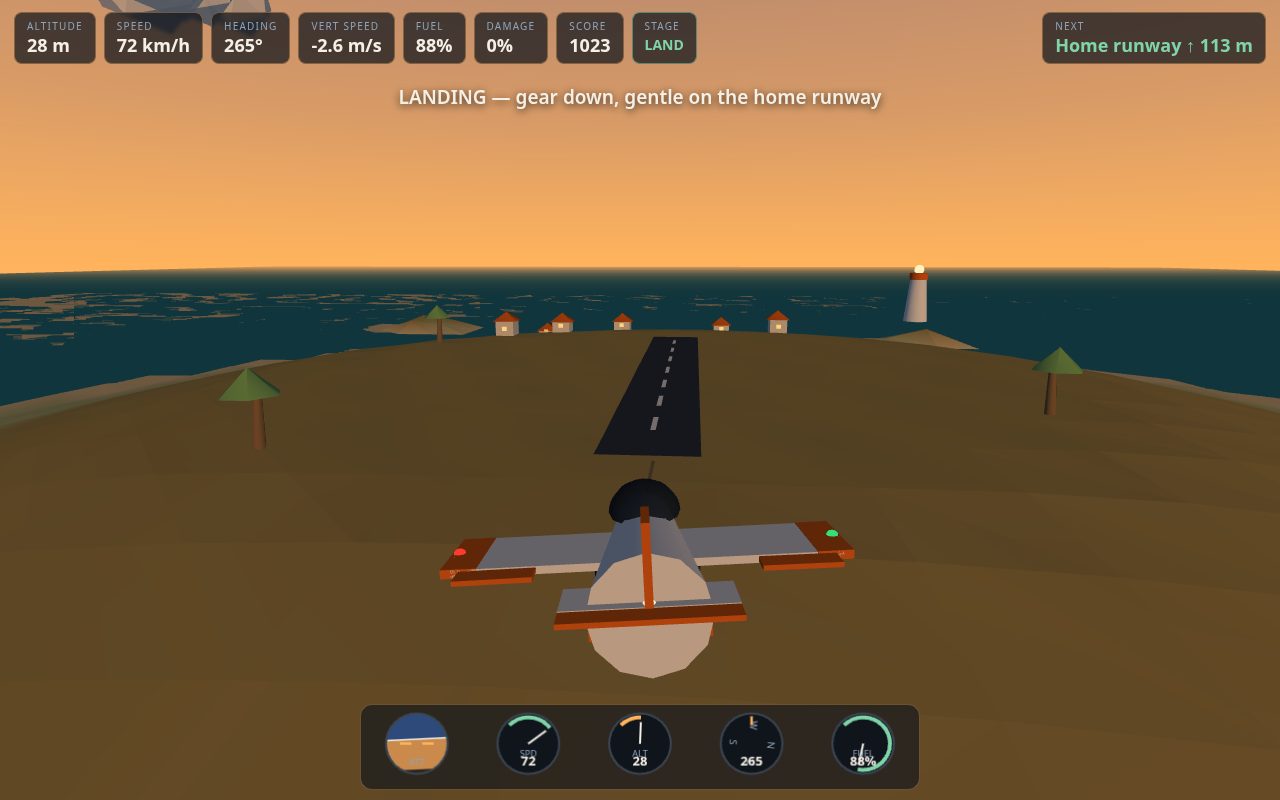 ALTITUDE
28 m
SPEED
72 km/h
HEADING
265°
VERT SPEED
-2.6 m/s
FUEL
88%
DAMAGE
0%
SCORE
1023
STAGE
LAND
NEXT
Home runway ↑ 113 m
LANDING — gear down, gentle on the home runway
SPD
72
ALT
28
S W N
265
FUEL
88%